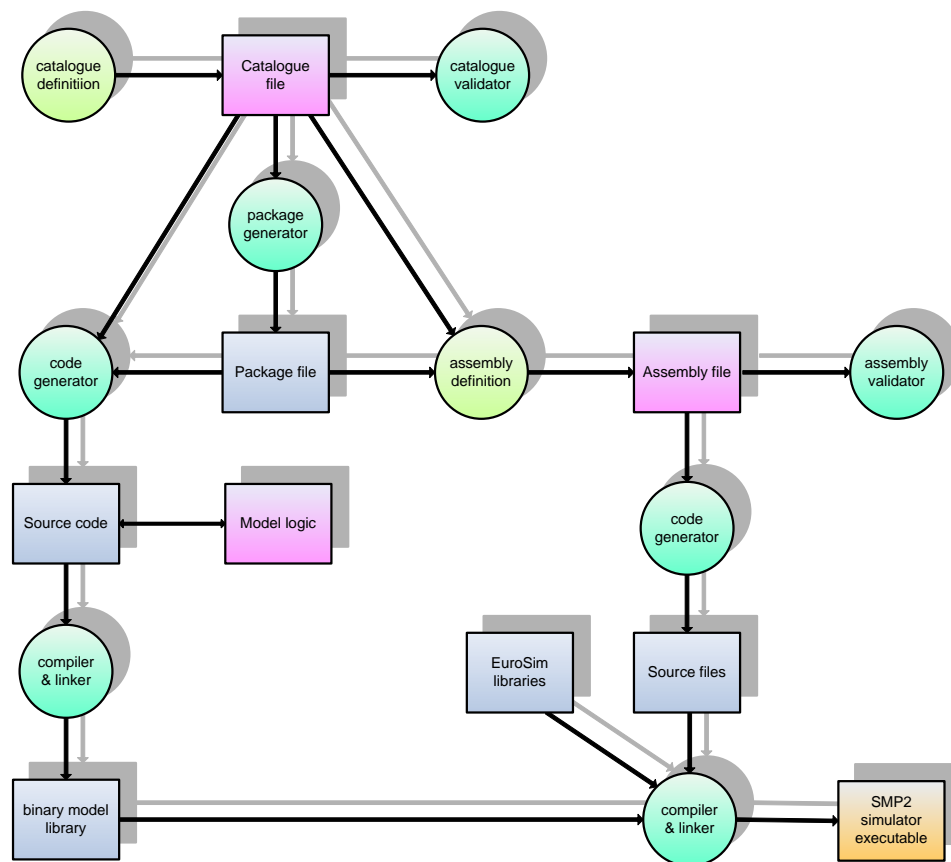 catalogue
definitiion
Catalogue
file
catalogue
validator
package
generator
code
generator
Package file
assembly
definition
Assembly file
assembly
validator
Source code
Model logic
code
generator
compiler
& linker
EuroSim
libraries
Source files
binary model
library
compiler
& linker
SMP2
simulator
executable